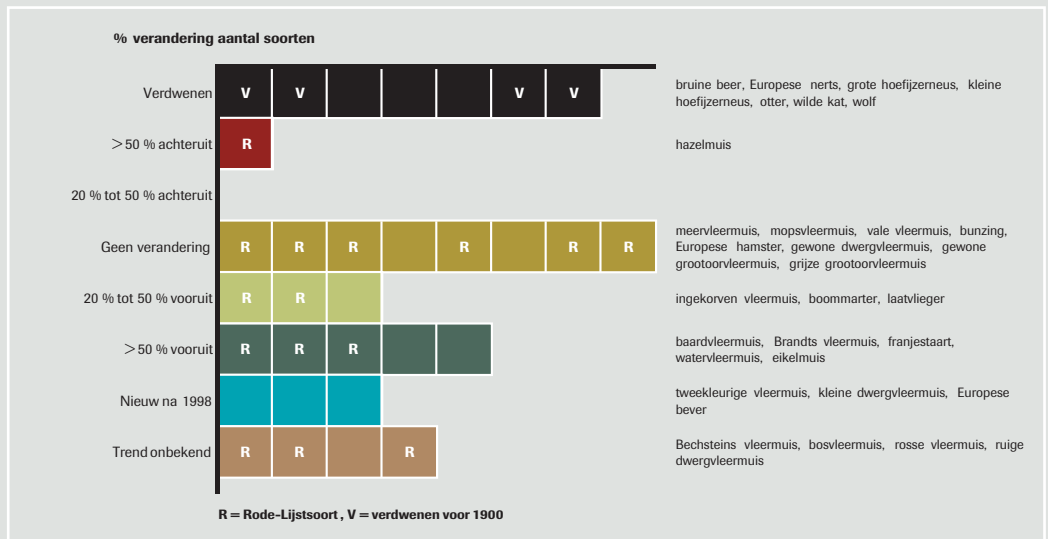 % verandering aantal soorten
Verdwenen V V V V bruine beer, Europese nerts, grote hoefijzerneus, kleine
hoefijzerneus, otter, wilde kat, wolf
>50 % achteruit R hazelmuis
20 % tot 50 % achteruit
Geen verandering R R R R R R meervleermuis, mopsvleermuis, vale vleermuis, bunzing,
Europese hamster, gewone dwergvleermuis, gewone
grootoorvleermuis, grijze grootoorvleermuis
20 % tot 50 % vooruit R R ingekorven vleermuis, boommarter, laatvlieger
>50 % vooruit R R R baardvleermuis, Brandts vleermuis, franjestaart,
watervleermuis, eikelmuis
Nieuw na 1998 tweekleurige vleermuis, kleine dwergvleermuis, Europese
bever
Trend onbekend R R R Bechsteins vleermuis, bosvleermuis, rosse vleermuis, ruige
dwergvleermuis
R = Rode-Lijstsoort, V = verdwenen voor 1900